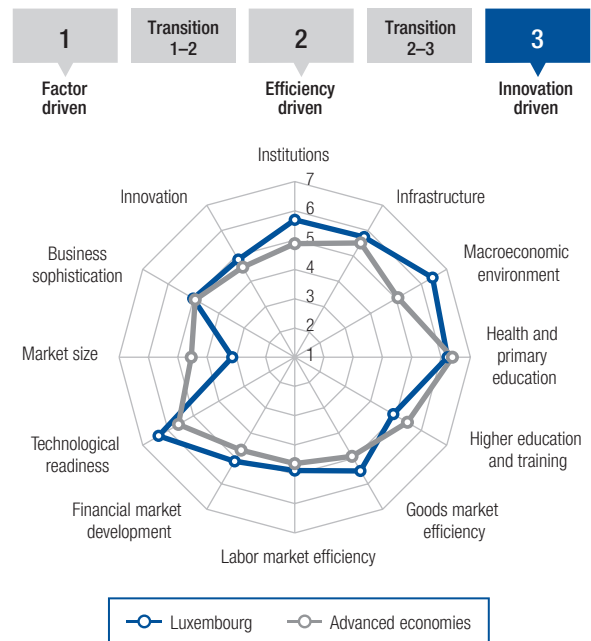 1
Transition
1–2
2
Transition
2–3
3
Factor
driven
Efficiency
driven
Innovation
driven
Institutions
7
6
5
4
3
2
1
Infrastructure
Macroeconomic
environment
Health and
primary
education
Higher education
and training
Goods market
efficiency
Labor market efficiency
Financial market
development
Technological
readiness
Market size
Business
sophistication
Innovation
Luxembourg
Advanced economies